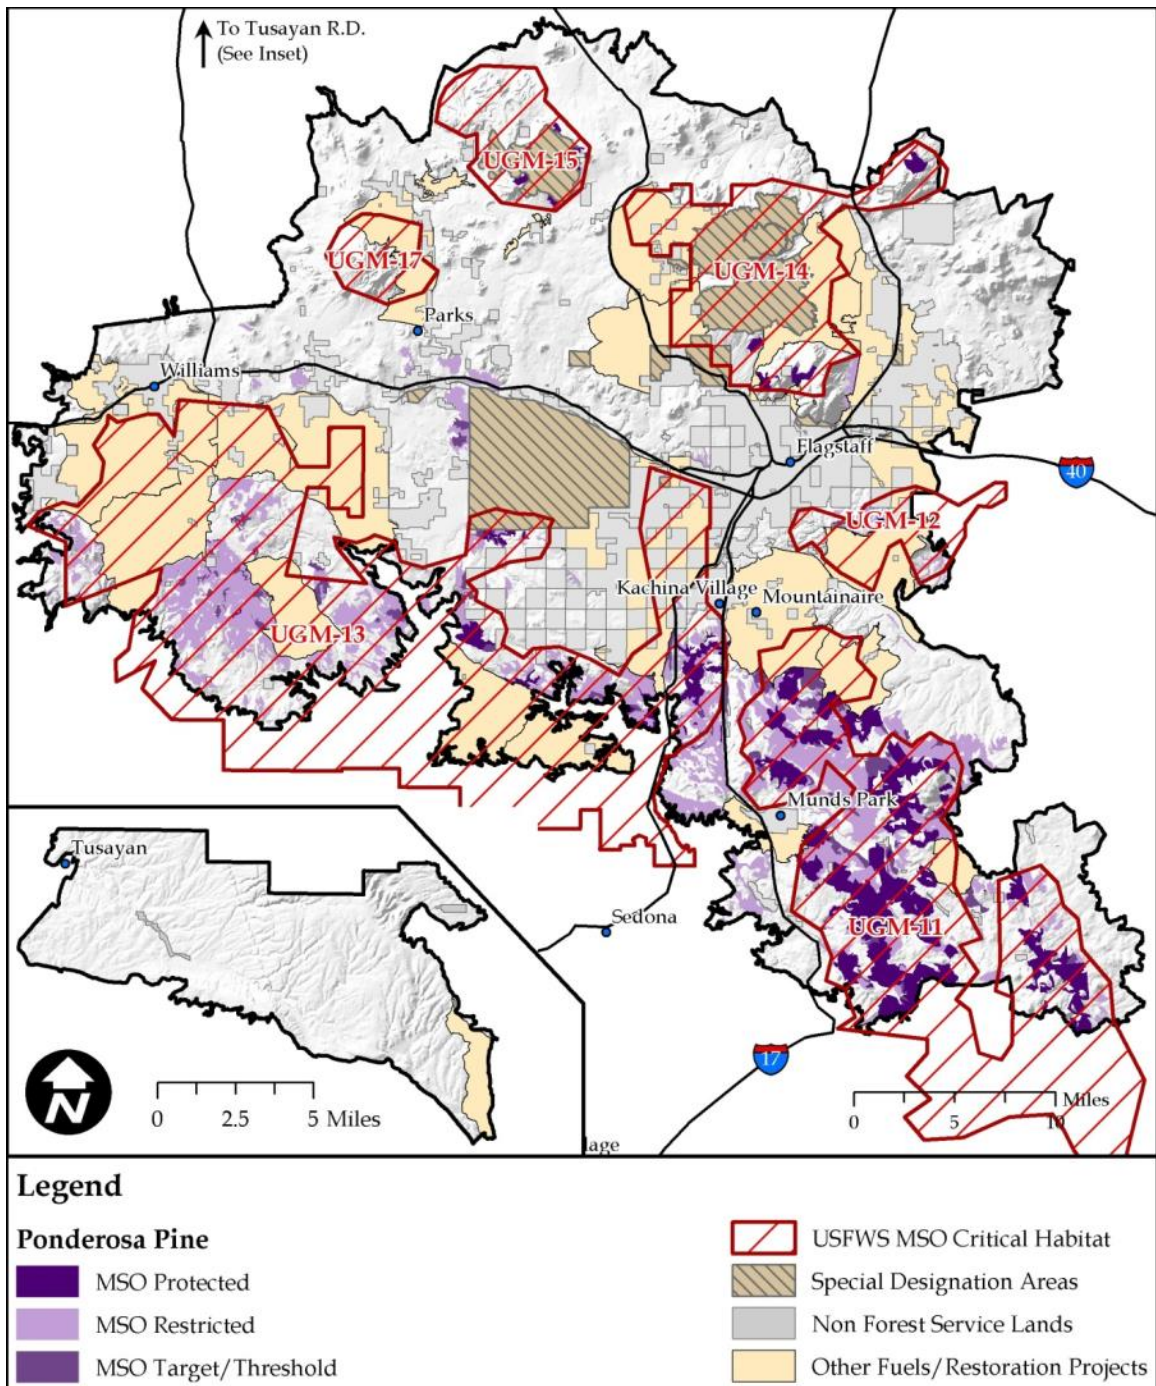 To Tusayan R.D.
(See Inset)
UGM-15
UGM-17
UGM-14
Parks
Williams
Flagstaff
40
UGM-12
Kachina Village
Mountainaire
UGM-13
Munds Park
Tusayan
Sedona
UGM-11
17
N
0 2.5 5 Miles
0 5 10 Miles
lage
Legend
Ponderosa Pine
MSO Protected
MSO Restricted
MSO Target/Threshold
USFWS MSO Critical Habitat
Special Designation Areas
Non Forest Service Lands
Other Fuels/Restoration Projects